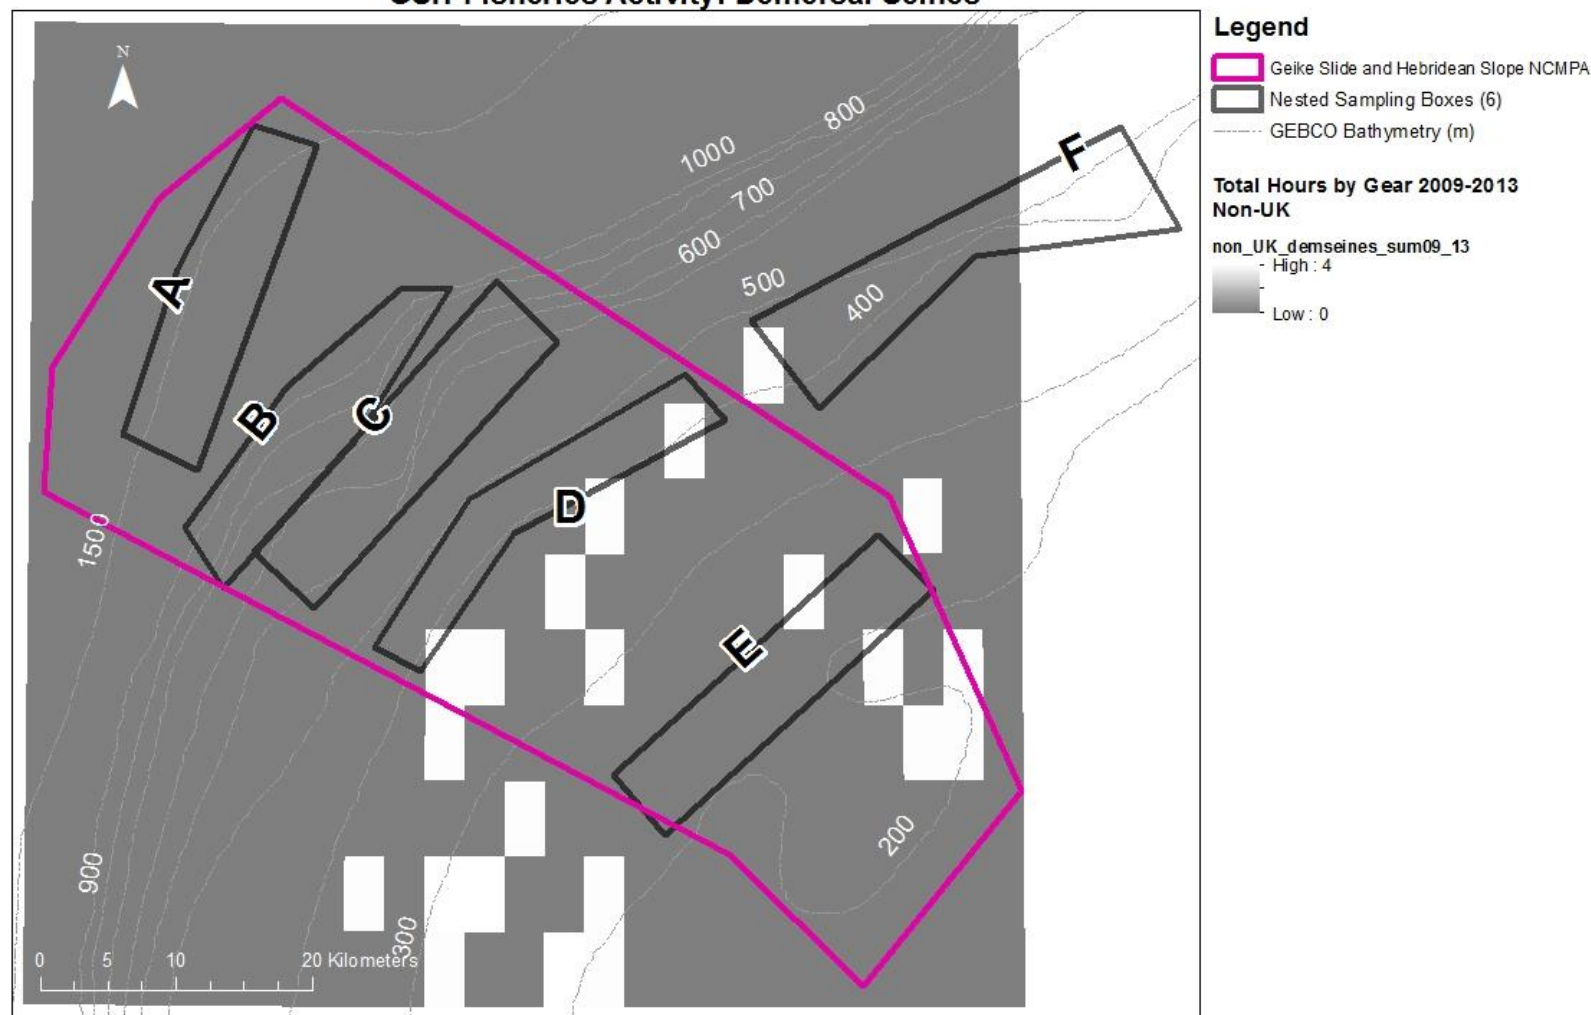 N
A
B
C
D
E
F
1000
800
700
600
500
400
1500
900
300
200
0 5 10 20 Kilometers
Legend
Geike Slide and Hebridean Slope NCMPA
Nested Sampling Boxes (6)
GEBCO Bathymetry (m)
Total Hours by Gear 2009-2013
Non-UK
non_UK_demseines_sum09_13
High : 4
Low : 0